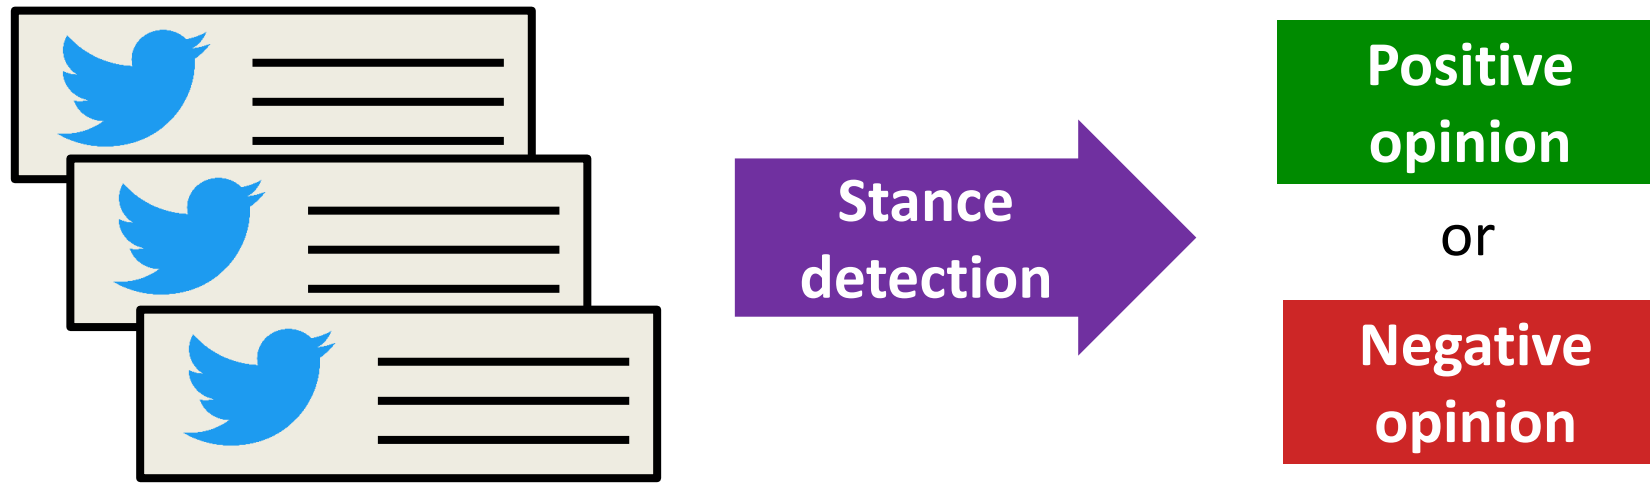 Stance
detection
Positive
opinion
or
Negative
opinion